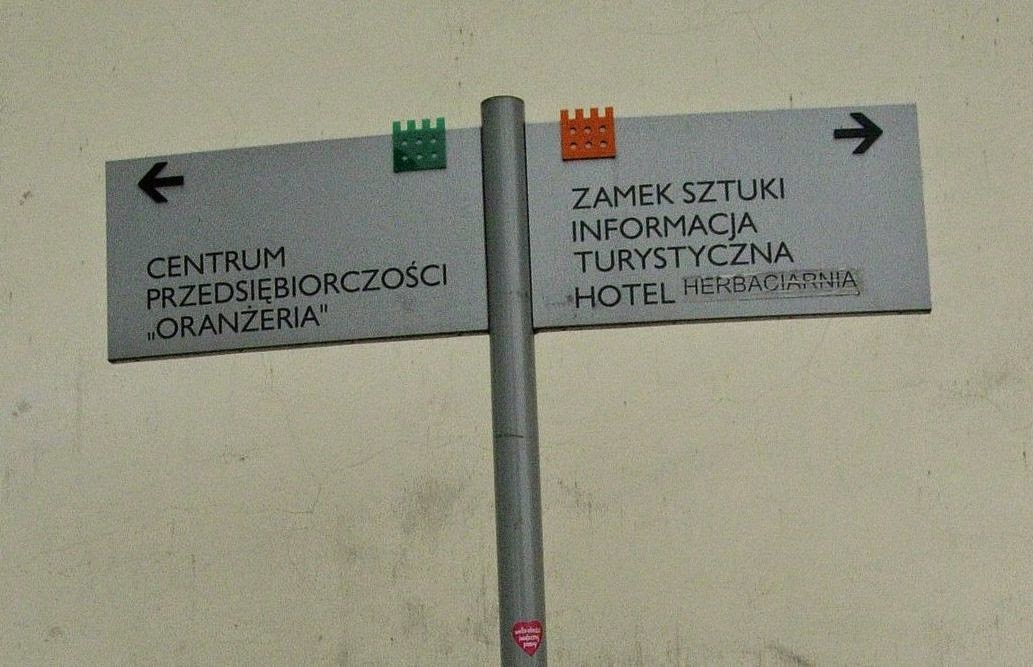 CENTRUM
PRZEDSIĘBIORCZOŚCI
„ORANŻERIA"
ZAMEK SZTUKI
INFORMACJA
TURYSTYCZNA
HOTEL HERBACIARNIA